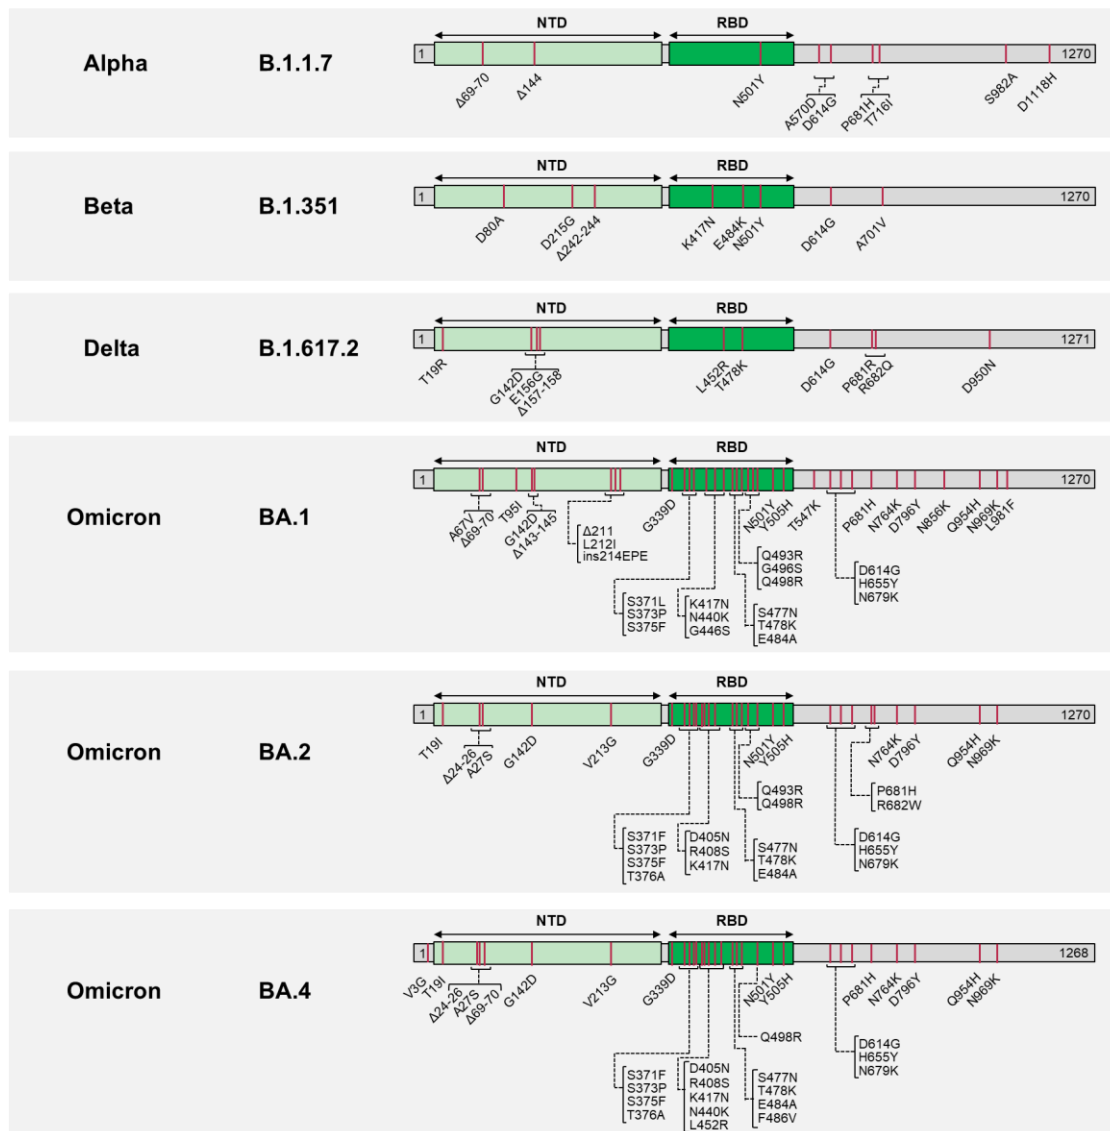 NTD RBD
Alpha B.1.1.7 1 1270
Δ69-70 Δ144 N501Y A570D D614G P681H T716I S982A D1118H
NTD RBD
Beta B.1.351 1 1270
D80A D215G Δ242-244 K417N E484K N501Y D614G A701V
NTD RBD
Delta B.1.617.2 1 1271
T19R G142D E156G Δ157-158 L452R T478K D614G P681R R682Q D950N
NTD RBD
Omicron BA.1 1 1270
A67V Δ69-70 T95I G142D Δ143-145 G339D N501Y Y505H T547K P681H N764K D796Y N856K Q954H N969K L981F
Δ211
L212I
ins214EPE
S371L
S373P
S375F
K417N
N440K
G446S
Q493R
G496S
Q498R
S477N
T478K
E484A
D614G
H655Y
N679K
NTD RBD
Omicron BA.2 1 1270
T19I Δ24-26 A27S G142D V213G G339D N501Y Y505H N764K D796Y Q954H N969K
S371F
S373P
S375F
T376A
D405N
R408S
K417N
Q493R
Q498R
S477N
T478K
E484A
P681H
R682W
D614G
H655Y
N679K
NTD RBD
Omicron BA.4 1 1268
V3G T19I Δ24-26 A27S Δ69-70 G142D V213G G339D N501Y Y505H P681H N764K D796Y Q954H N969K
S371F
S373P
S375F
T376A
D405N
R408S
K417N
N440K
L452R
Q498R
S477N
T478K
E484A
F486V
D614G
H655Y
N679K